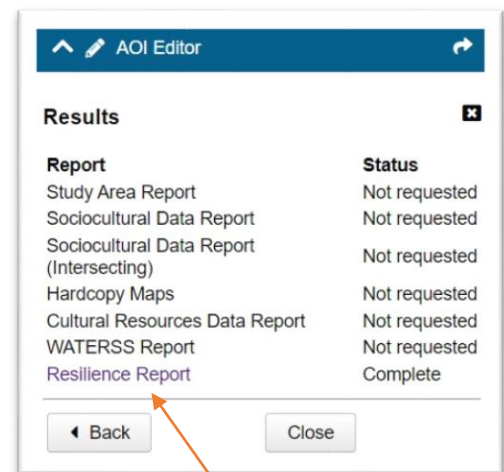 AOI Editor
Results
Report Status
Study Area Report Not requested
Sociocultural Data Report Not requested
Sociocultural Data Report
(Intersecting) Not requested
Hardcopy Maps Not requested
Cultural Resources Data Report Not requested
WATERSS Report Not requested
Resilience Report Complete
Back Close